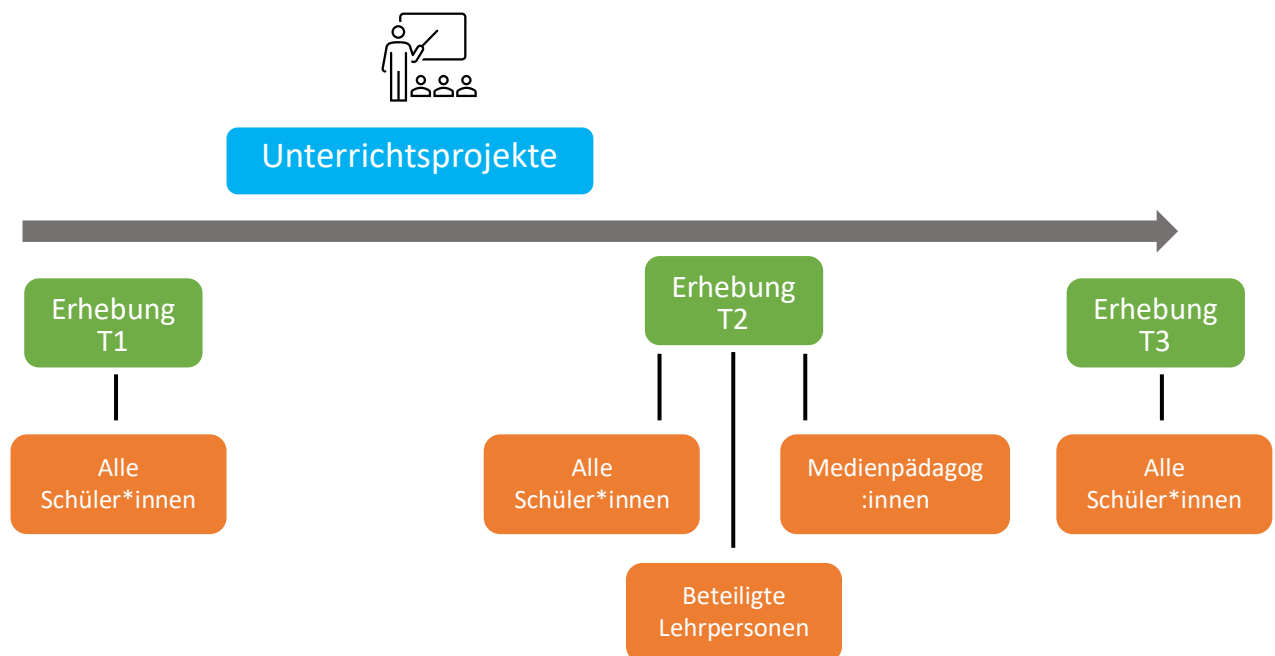 Unterrichtsprojekte
Erhebung
T1
Erhebung
T2
Erhebung
T3
Alle
Schüler*innen
Alle
Schüler*innen
Medienpädagog
:innen
Alle
Schüler*innen
Beteiligte
Lehrpersonen